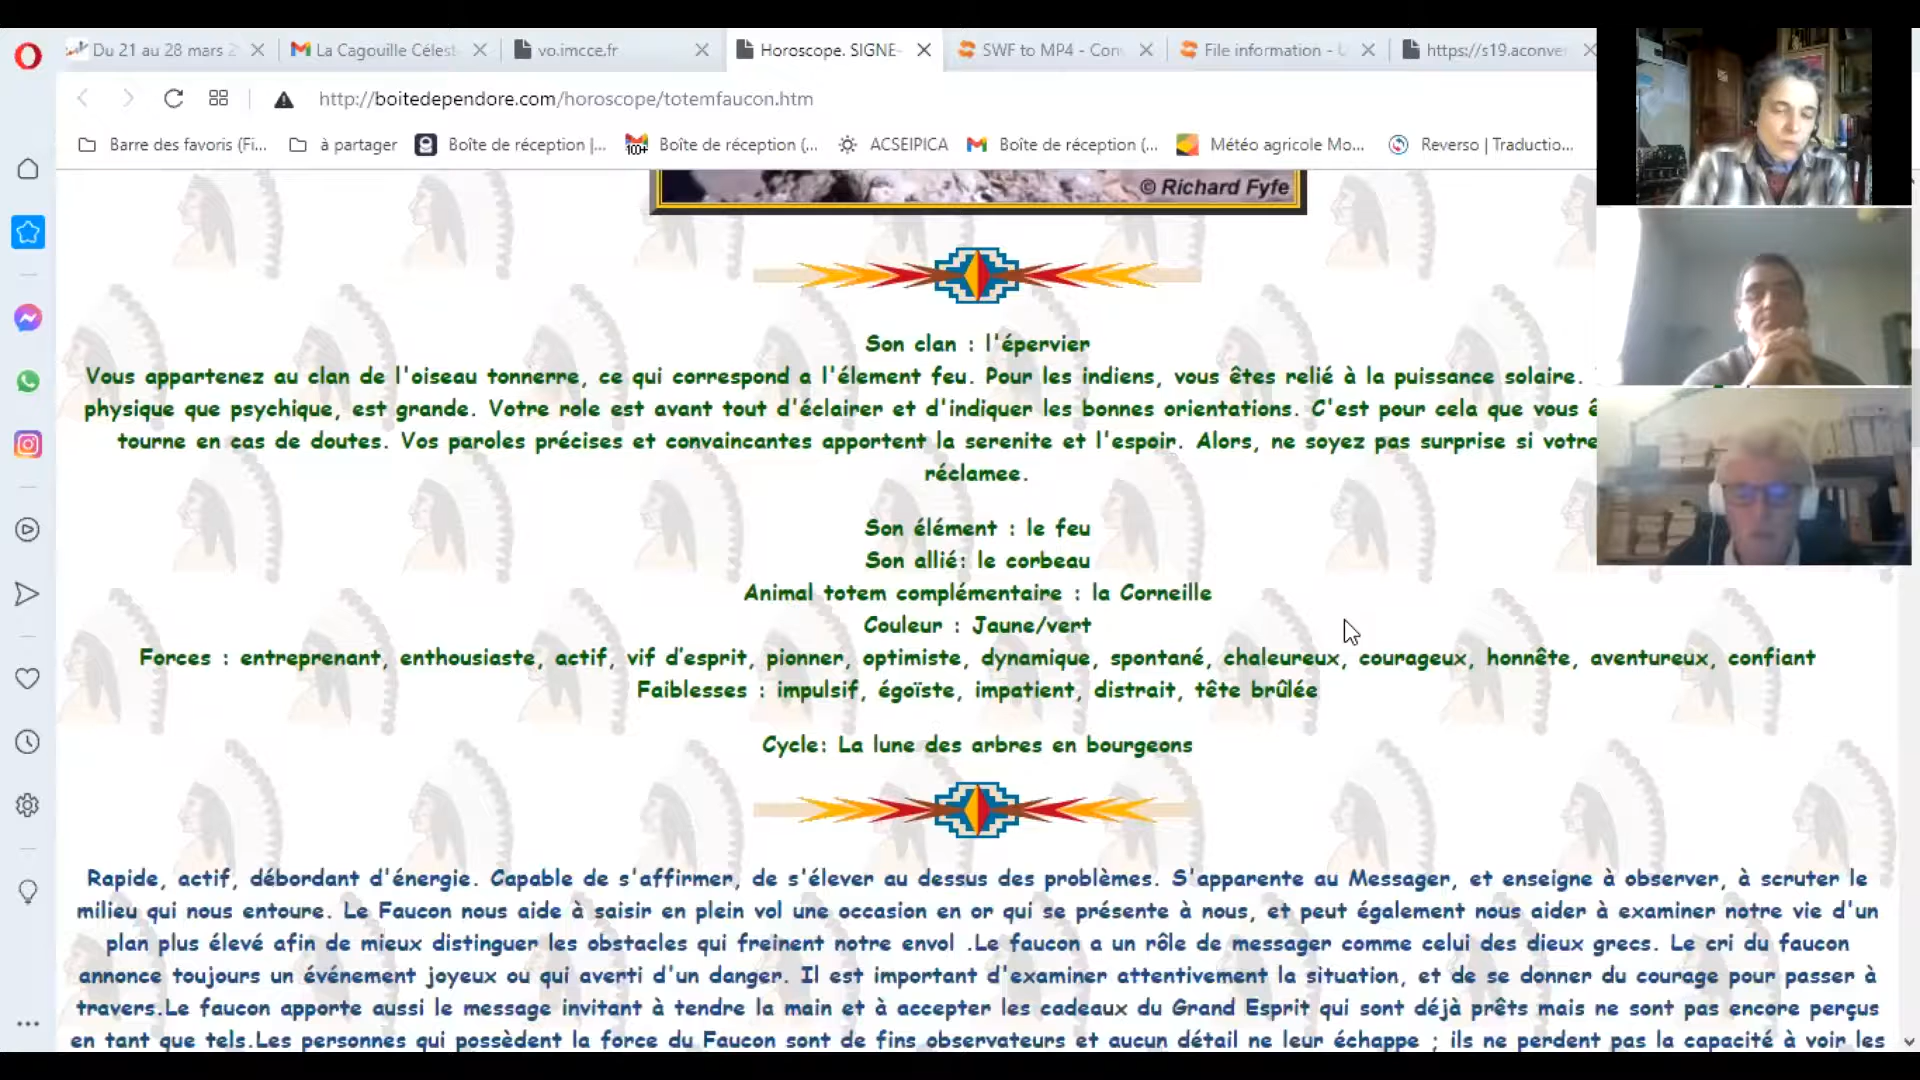 Du 21 au 28 mars 2
La Cagouille Célest
vo.imcce.fr
Horoscope. SIGNE-
SWF to MP4 - Con
File information -
https://s19.aconver
http://boitedependore.com/horoscope/totemfaucon.htm
Barre des favoris (Fi...
à partager
Boîte de réception |...
100+
Boîte de réception (...
ACSEIPICA
Boîte de réception (...
Météo agricole Mo...
Reverso | Traductio...
© Richard Fyfe
Son clan : l'épervier
Vous appartenez au clan de l'oiseau tonnerre, ce qui correspond a l'élement feu. Pour les indiens, vous êtes relié à la puissance solaire.
physique que psychique, est grande. Votre role est avant tout d'éclairer et d'indiquer les bonnes orientations. C'est pour cela que vous ê
tourne en cas de doutes. Vos paroles précises et convaincantes apportent la serenite et l'espoir. Alors, ne soyez pas surprise si votre
réclamee.
Son élément : le feu
Son allié: le corbeau
Animal totem complémentaire : la Corneille
Couleur : Jaune/vert
Forces : entreprenant, enthousiaste, actif, vif d'esprit, pionner, optimiste, dynamique, spontané, chaleureux, courageux, honnête, aventureux, confiant
Faiblesses : impulsif, égoïste, impatient, distrait, tête brûlée
Cycle: La lune des arbres en bourgeons
Rapide, actif, débordant d'énergie. Capable de s'affirmer, de s'élever au dessus des problèmes. S'apparente au Messager, et enseigne à observer, à scruter le
milieu qui nous entoure. Le Faucon nous aide à saisir en plein vol une occasion en or qui se présente à nous, et peut également nous aider à examiner notre vie d'un
plan plus élevé afin de mieux distinguer les obstacles qui freinent notre envol .Le faucon a un rôle de messager comme celui des dieux grecs. Le cri du faucon
annonce toujours un événement joyeux ou qui averti d'un danger. Il est important d'examiner attentivement la situation, et de se donner du courage pour passer à
travers.Le faucon apporte aussi le message invitant à tendre la main et à accepter les cadeaux du Grand Esprit qui sont déjà prêts mais ne sont pas encore perçus
en tant que tels.Les personnes qui possèdent la force du Faucon sont de fins observateurs et aucun détail ne leur échappe ; ils ne perdent pas la capacité à voir les